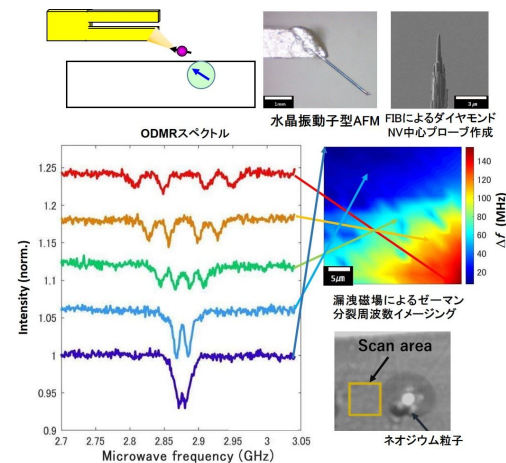 1mm
3μm
水晶振動子型AFM
FIBによるダイヤモンド
NV中心プローブ作成
ODMRスペクトル
1.25
1.2
1.15
1.1
1.05
1
0.95
0.9
Intensity (norm.)
2.7
2.75
2.8
2.85
2.9
2.95
3
3.05
Microwave frequency (GHz)
5μm
140
120
100
80
60
40
20
Δf (MHz)
漏洩磁場によるゼーマン
分裂周波数イメージング
Scan area
ネオジウム粒子